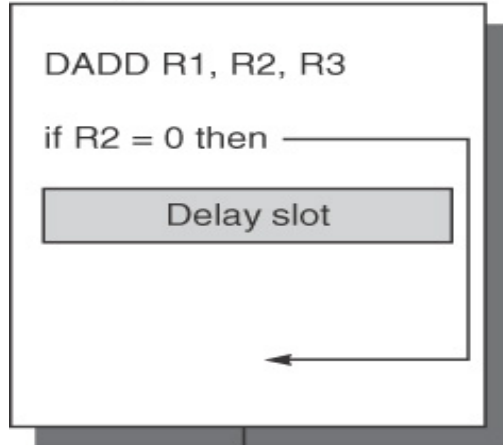 DADD R1, R2, R3
if R2 = 0 then
Delay slot